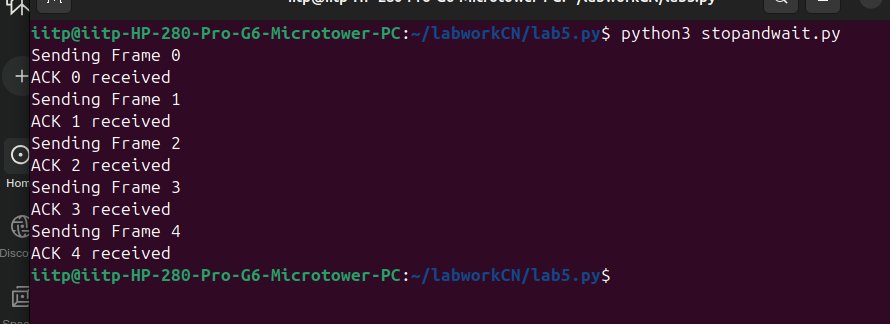 iitp@iitp-HP-280-Pro-G6-Microtower-PC:~/labworkCN/lab5.py$ python3 stopandwait.py
Sending Frame 0
ACK 0 received
Sending Frame 1
ACK 1 received
Sending Frame 2
ACK 2 received
Sending Frame 3
ACK 3 received
Sending Frame 4
ACK 4 received
iitp@iitp-HP-280-Pro-G6-Microtower-PC:~/labworkCN/lab5.py$
Hom
Disco